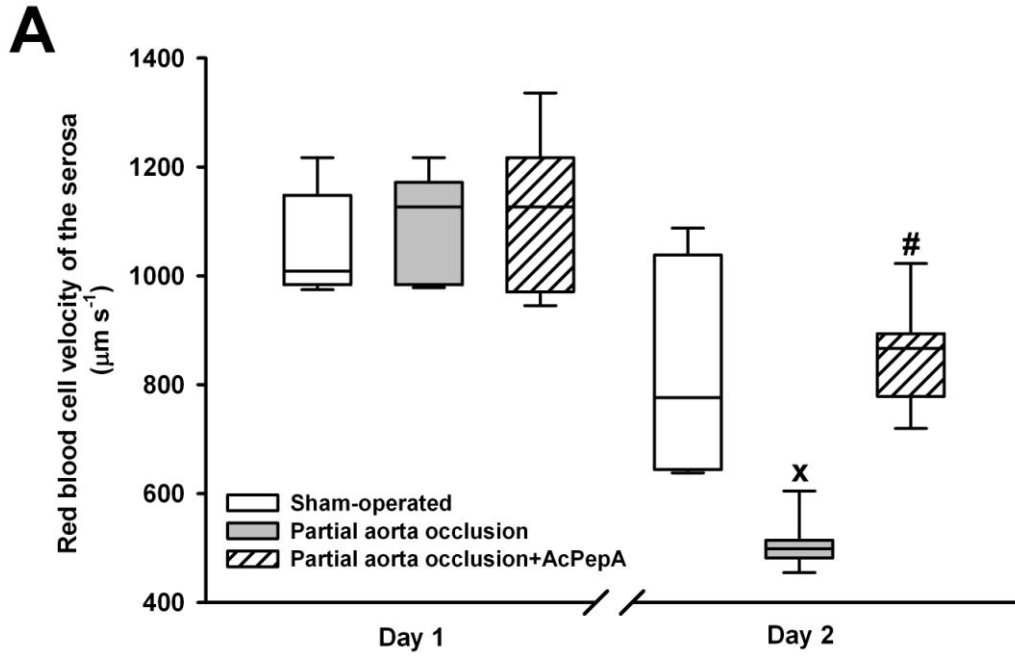 A
Red blood cell velocity of the serosa
(μm s⁻¹)
1400
1200
1000
800
600
400
x
#
Sham-operated
Partial aorta occlusion
Partial aorta occlusion+AcPepA
Day 1
Day 2